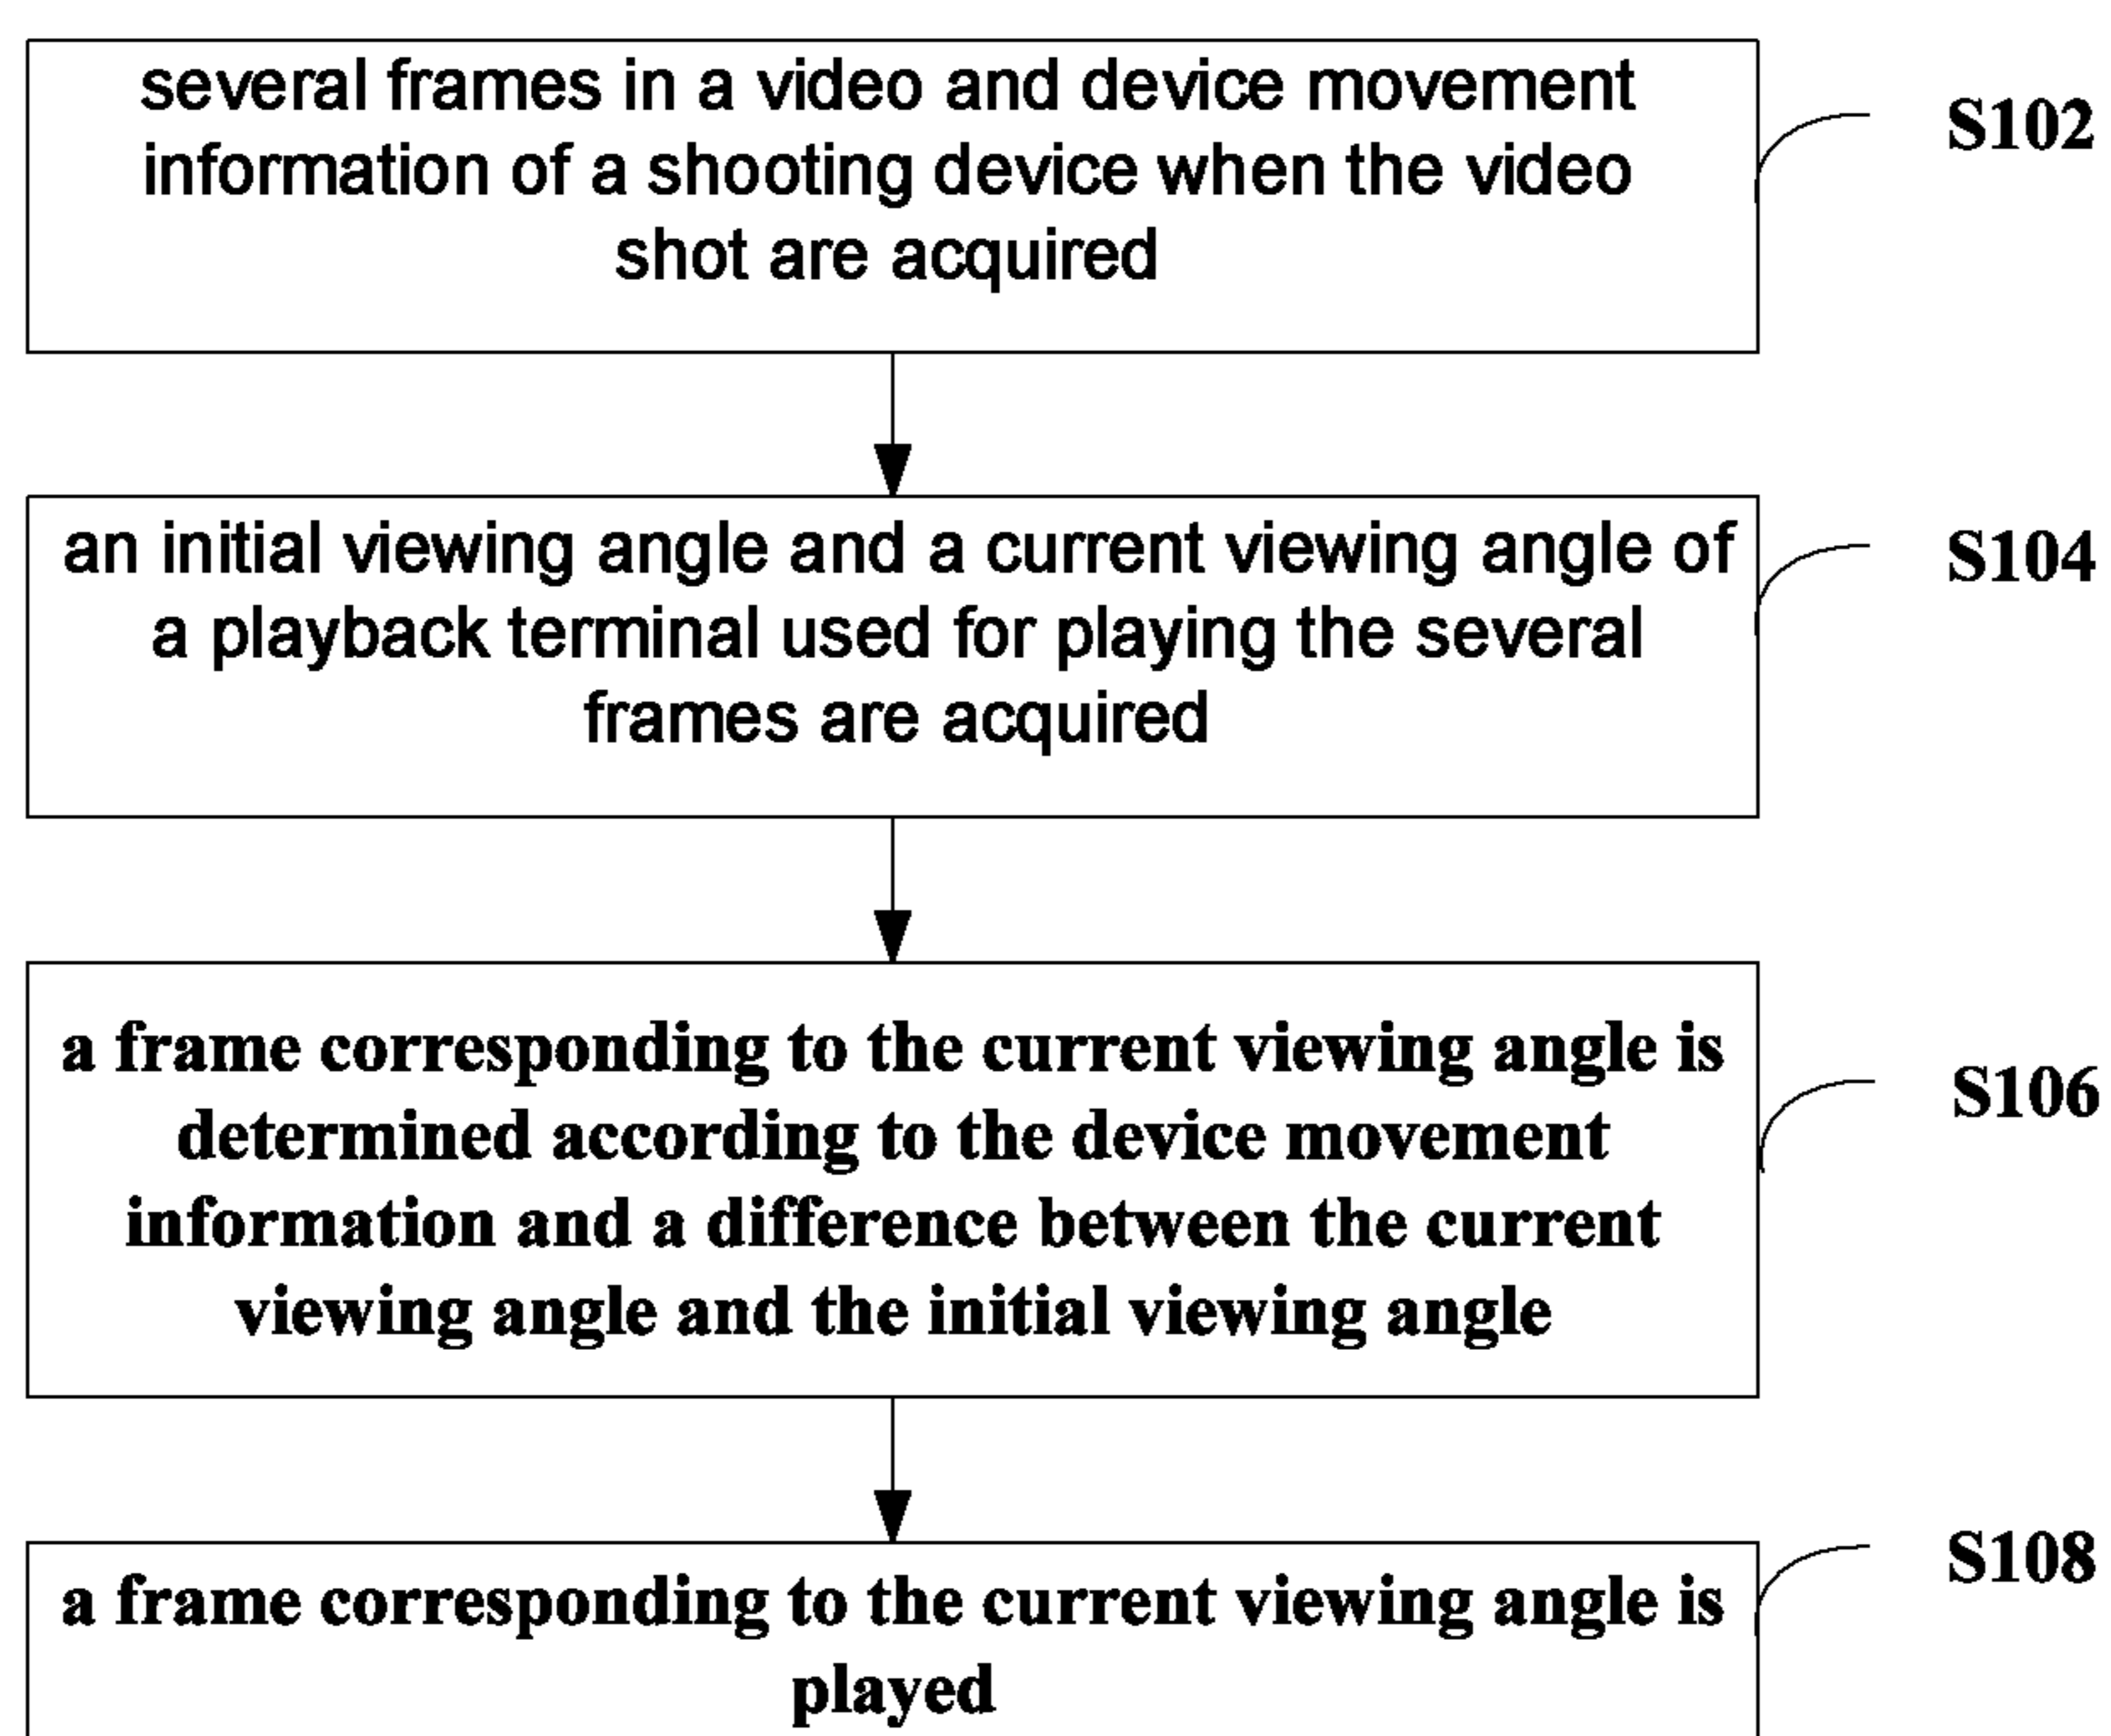 several frames in a video and device movement
information of a shooting device when the video
shot are acquired
S102
an initial viewing angle and a current viewing angle of
a playback terminal used for playing the several
frames are acquired
S104
a frame corresponding to the current viewing angle is
determined according to the device movement
information and a difference between the current
viewing angle and the initial viewing angle
S106
a frame corresponding to the current viewing angle is
played
S108